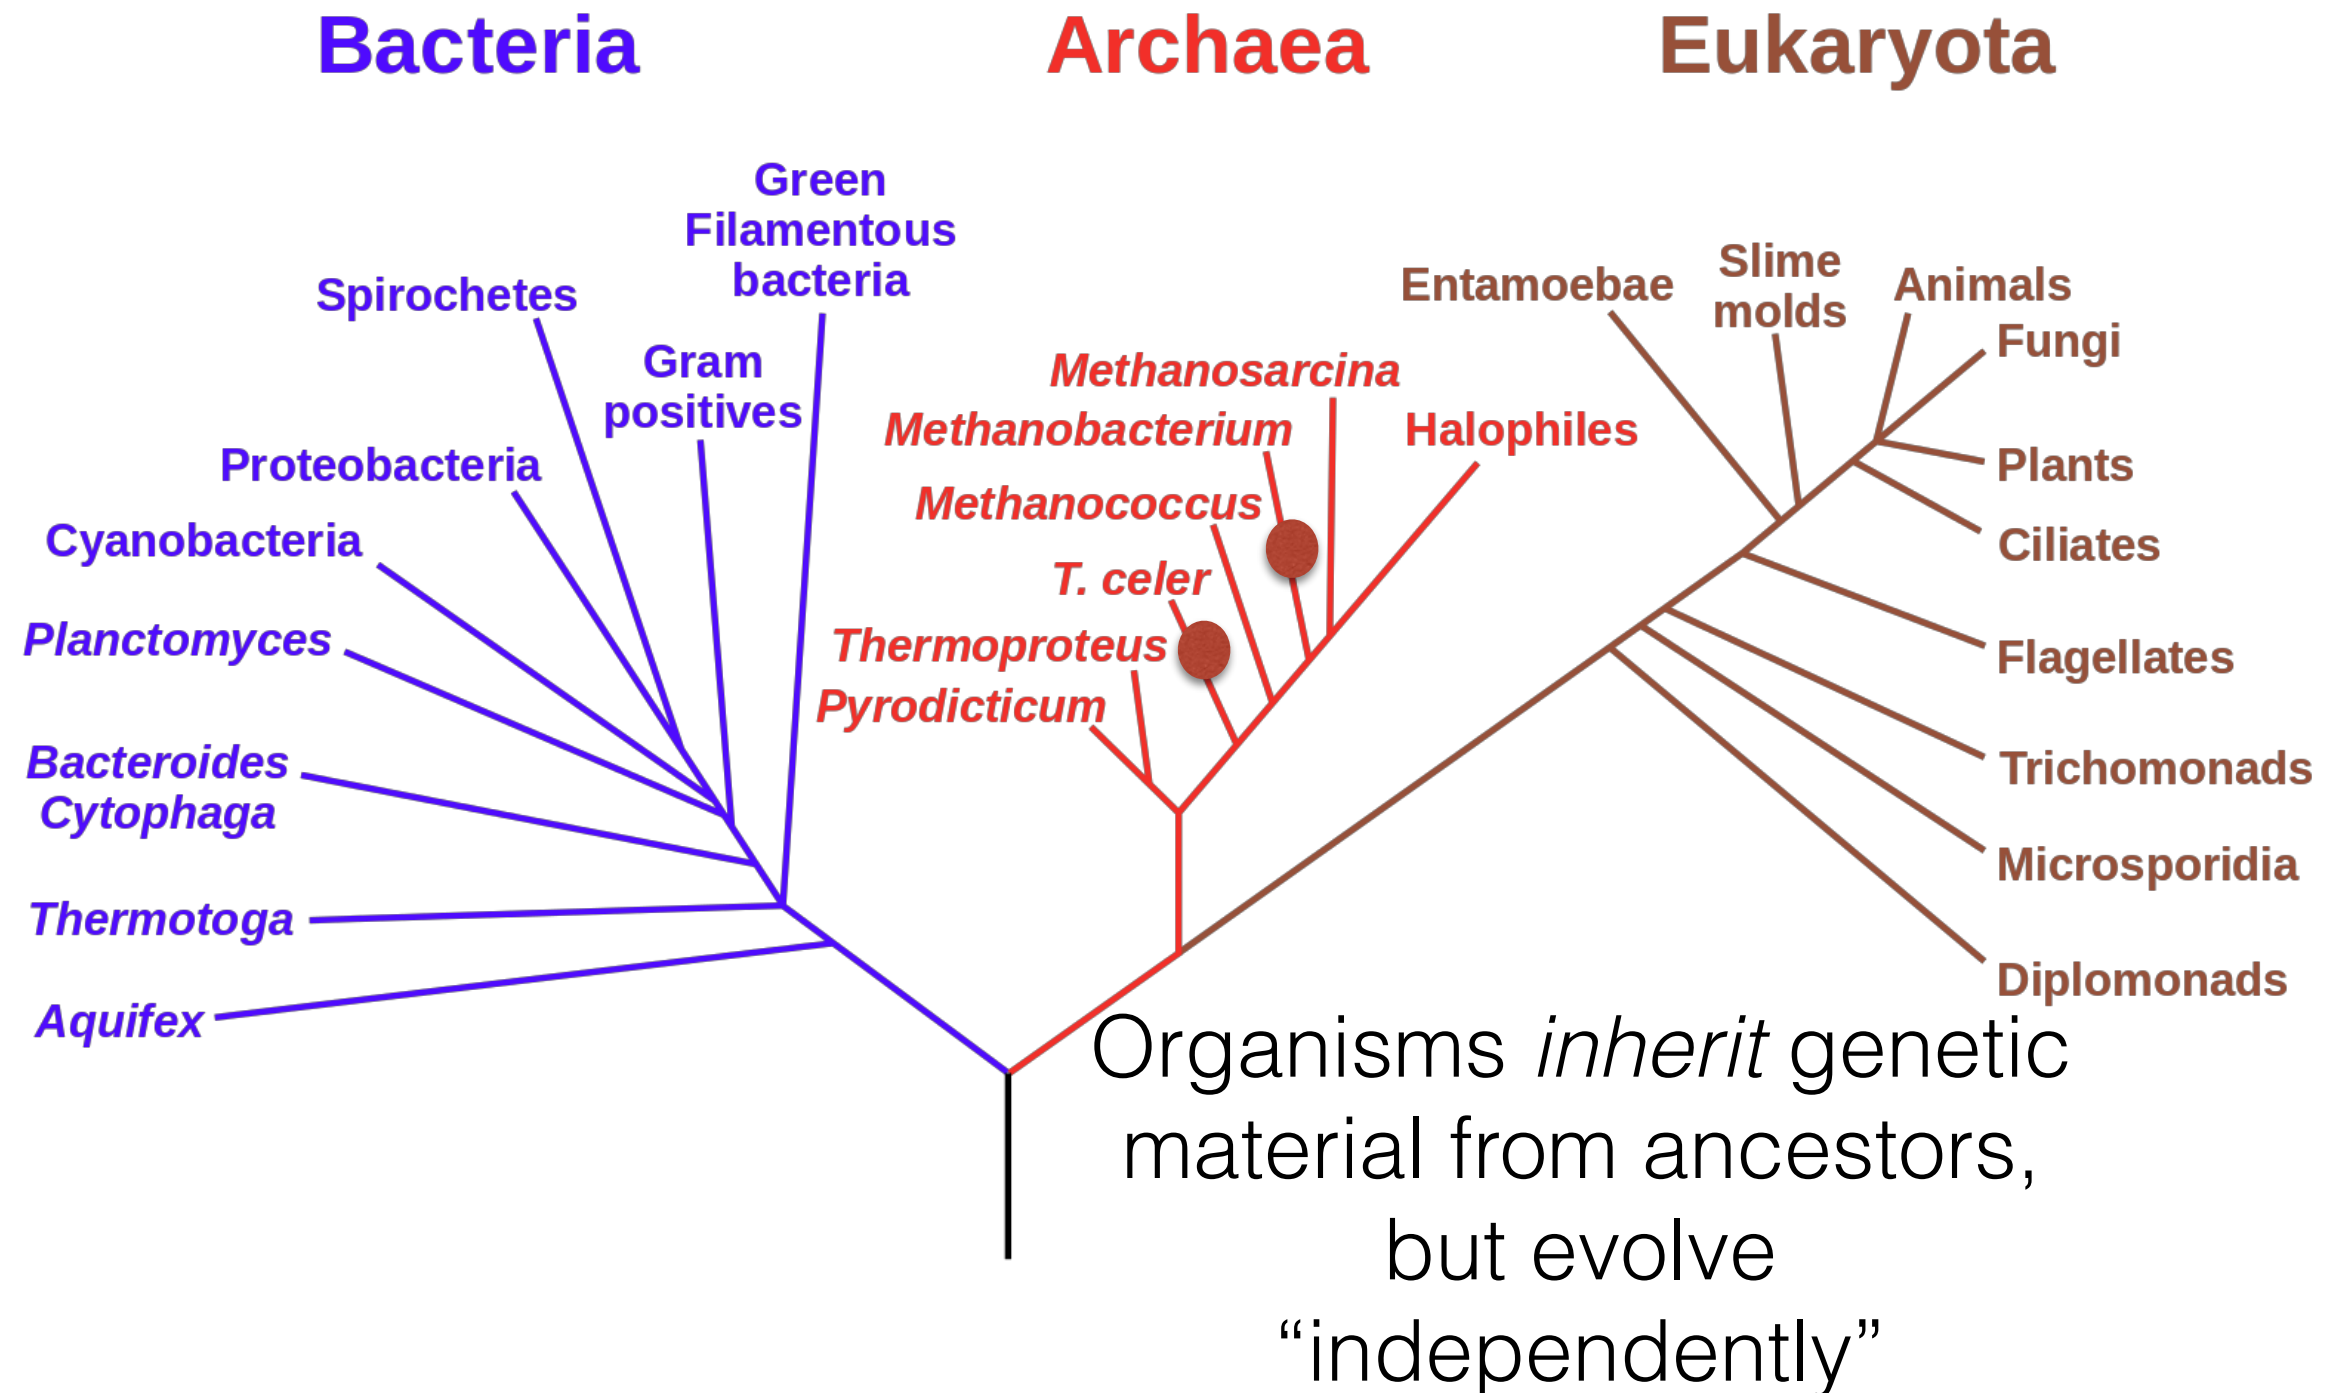 Bacteria
Archaea
Eukaryota
Green
Filamentous
bacteria
Spirochetes
Gram
positives
Proteobacteria
Cyanobacteria
Planctomyces
Bacteroides
Cytophaga
Thermotoga
Aquifex
Methanosarcina
Methanobacterium
Halophiles
Methanococcus
T. celer
Thermoproteus
Pyrodicticum
Entamoebae
Slime
molds
Animals
Fungi
Plants
Ciliates
Flagellates
Trichomonads
Microsporidia
Diplomonads
Organisms inherit genetic
material from ancestors,
but evolve
“independently”